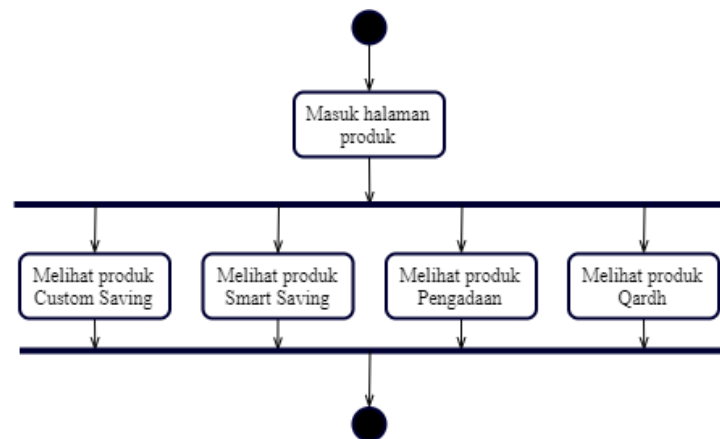 Masuk halaman
produk
Melihat produk
Custom Saving
Melihat produk
Smart Saving
Melihat produk
Pengadaan
Melihat produk
Qardh